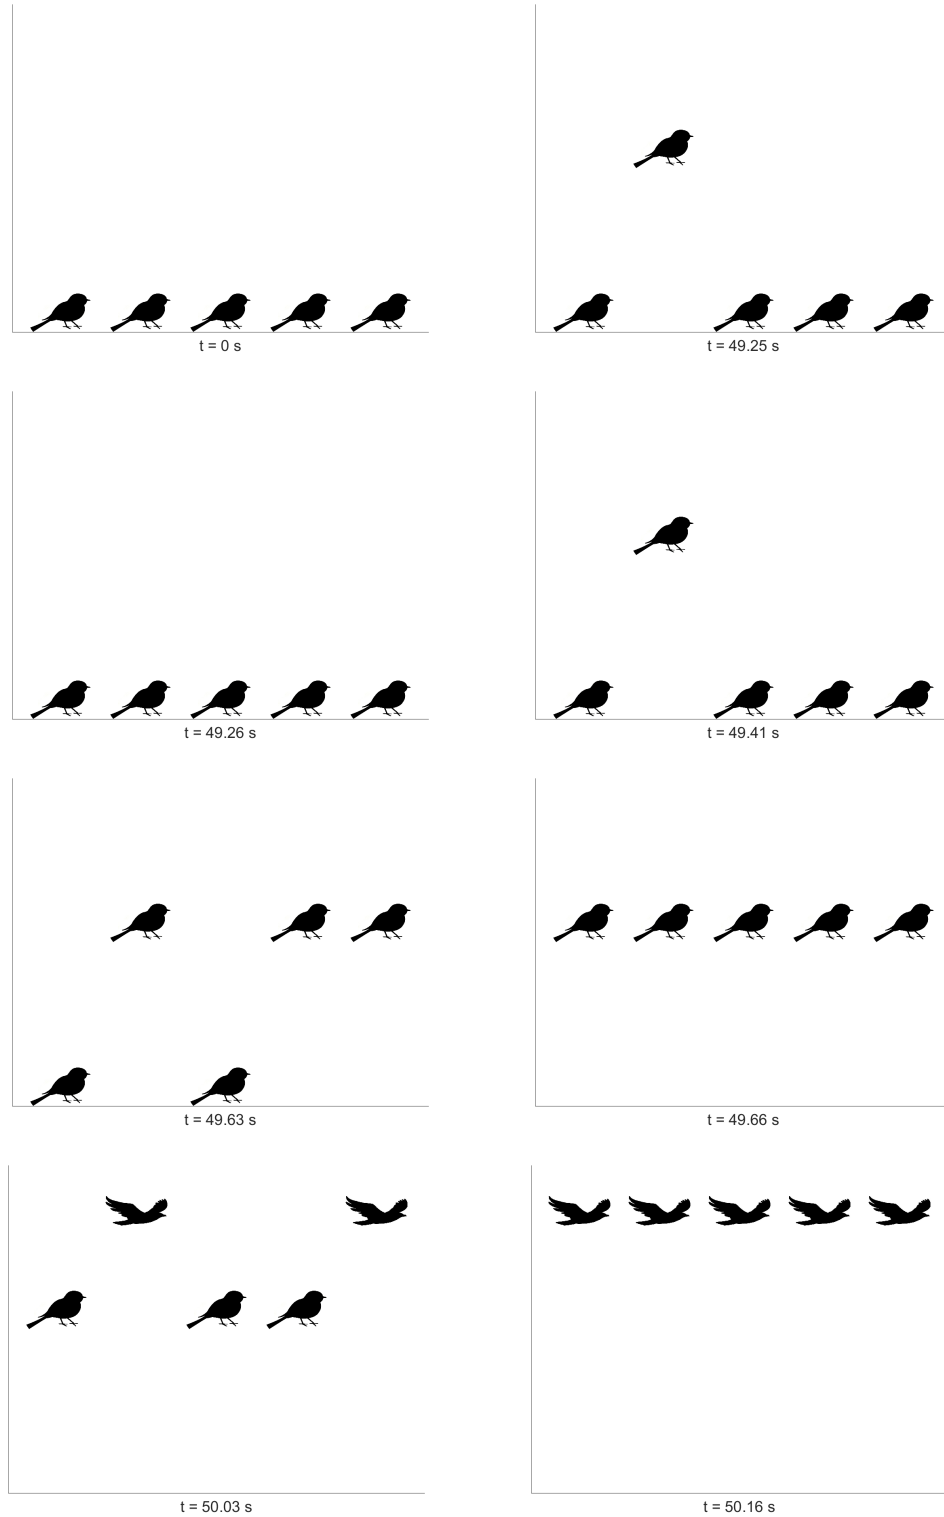 t = 0 s
t = 49.25 s
t = 49.26 s
t = 49.41 s
t = 49.63 s
t = 49.66 s
t = 50.03 s
t = 50.16 s